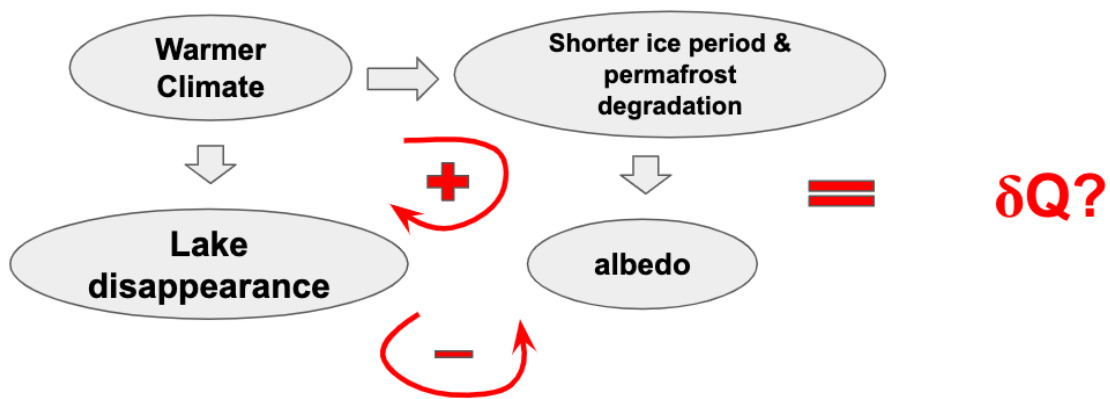 Warmer
Climate
Shorter ice period &
permafrost
degradation
+
Lake
disappearance
albedo
−
= δQ?